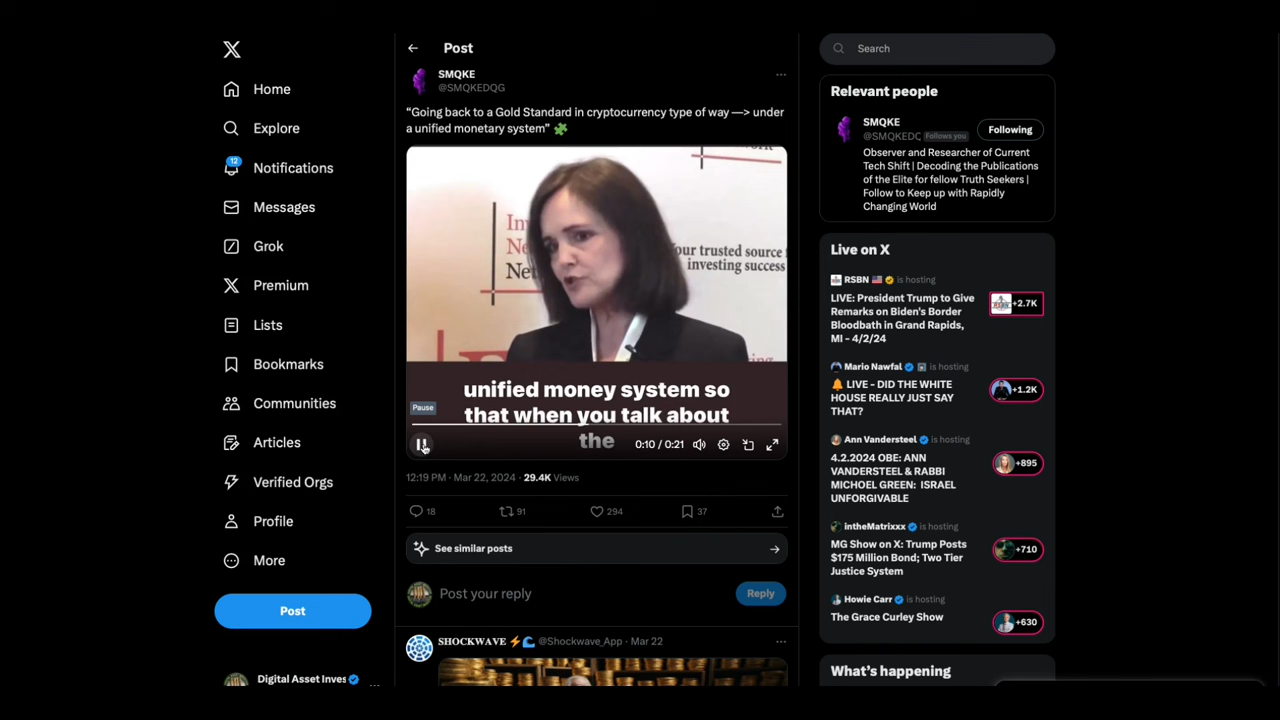 Home
Explore
12
Notifications
Messages
Grok
Premium
Lists
Bookmarks
Communities
Articles
Verified Orgs
Profile
More
Post
Digital Asset Inves
Post
SMQKE
@SMQKEDQG
“Going back to a Gold Standard in cryptocurrency type of way —> under
a unified monetary system” 🧩
In
Ne
Net
work
our trusted source
investing success
unified money system so
that when you talk about
the
Pause
0:10 / 0:21
12:19 PM · Mar 22, 2024 · 29.4K Views
18
91
294
37
See similar posts
Post your reply
Reply
SHOCKWAVE ⚡🌊 @Shockwave_App · Mar 22
Search
Relevant people
SMQKE
@SMQKEDQ Follows you
Following
Observer and Researcher of Current
Tech Shift | Decoding the Publications
of the Elite for fellow Truth Seekers |
Follow to Keep up with Rapidly
Changing World
Live on X
RSBN 🇺🇸 is hosting
LIVE: President Trump to Give
Remarks on Biden's Border
Bloodbath in Grand Rapids,
MI - 4/2/24
+2.7K
Mario Nawfal is hosting
🔔 LIVE - DID THE WHITE
HOUSE REALLY JUST SAY
THAT?
+1.2K
Ann Vandersteel is hosting
4.2.2024 OBE: ANN
VANDERSTEEL & RABBI
MICHOEL GREEN: ISRAEL
UNFORGIVABLE
+895
intheMatrixxx is hosting
MG Show on X: Trump Posts
$175 Million Bond; Two Tier
Justice System
+710
Howie Carr is hosting
The Grace Curley Show
+630
What's happening